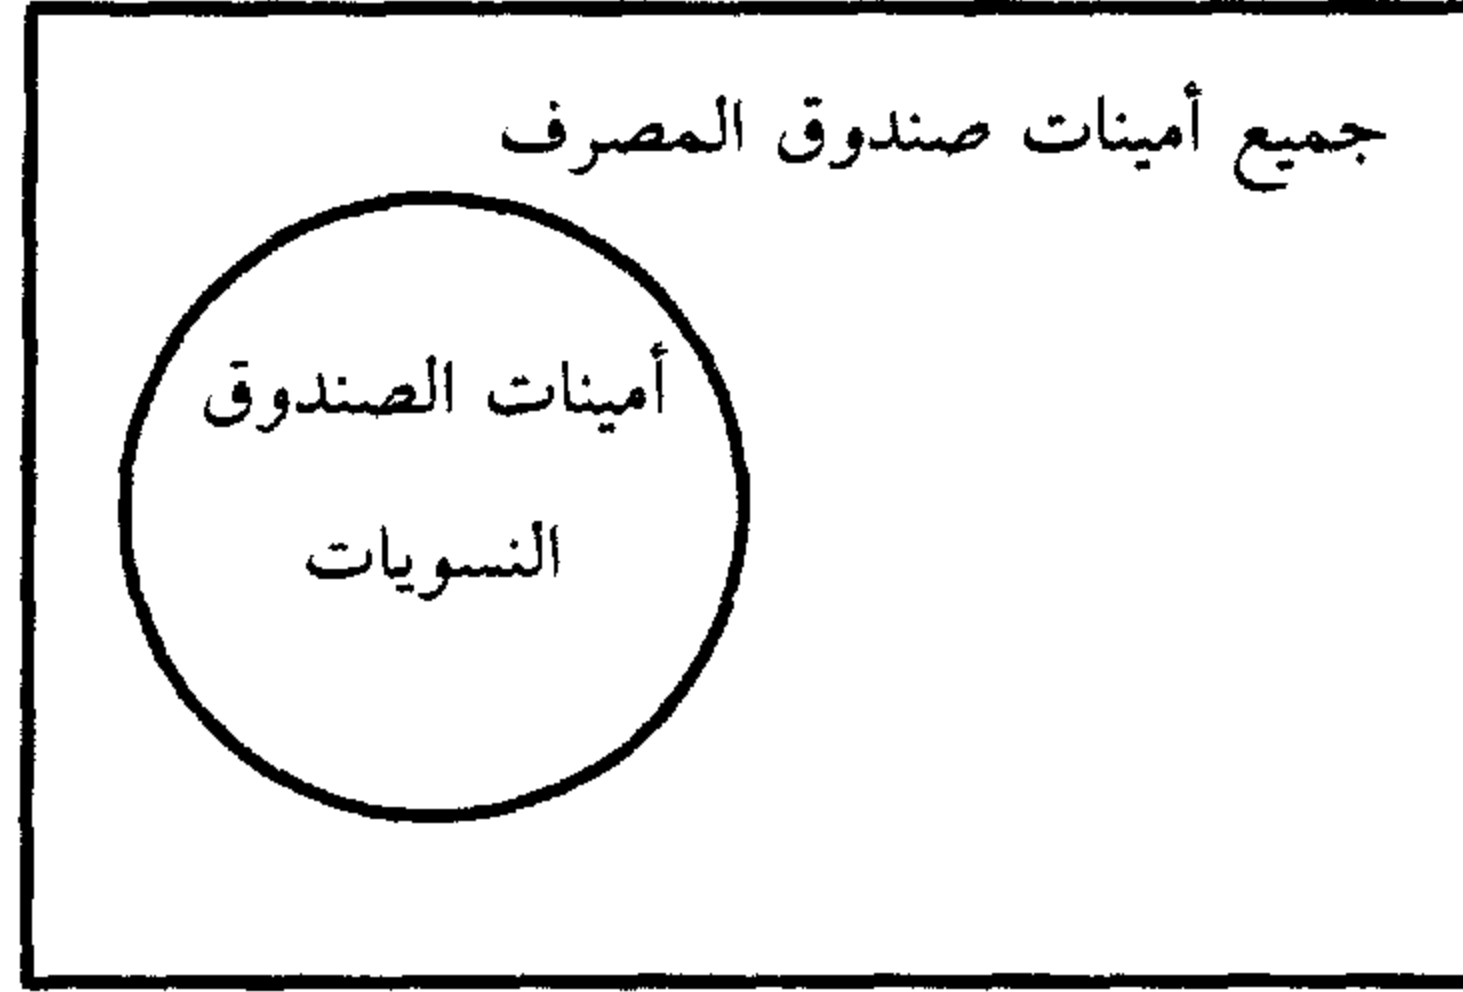 جميع أمينات صندوق المصرف
أمينات الصندوق
النسويات